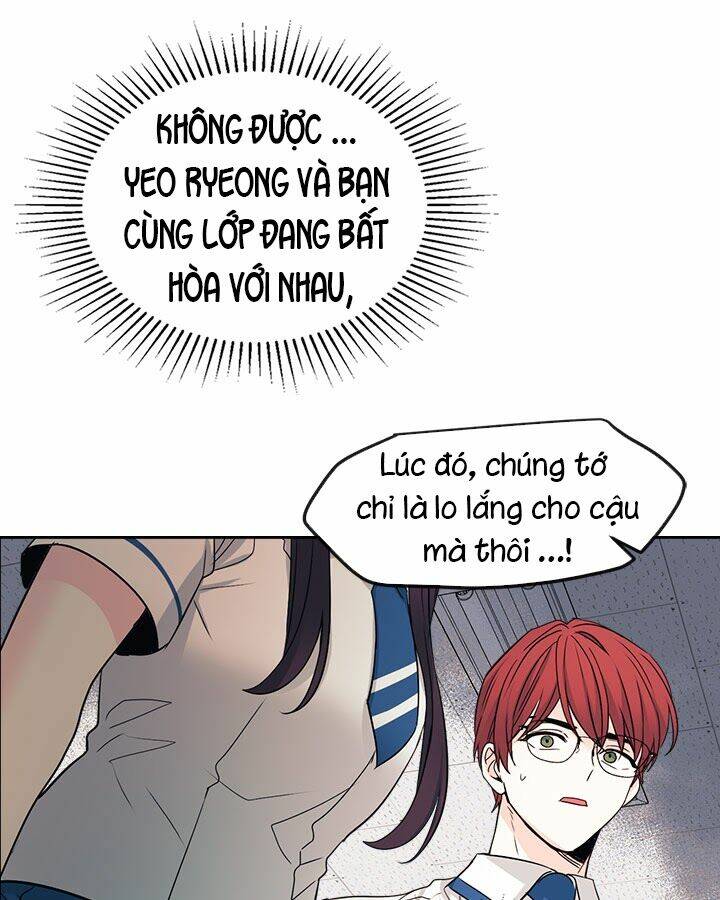 KHÔNG ĐƯỢC ...
YEO RYEONG VÀ BẠN
CÙNG LỚP ĐANG BẤT
HÒA VỚI NHAU,
Lúc đó, chúng tớ
chỉ là lo lắng cho cậu
mà thôi ...!